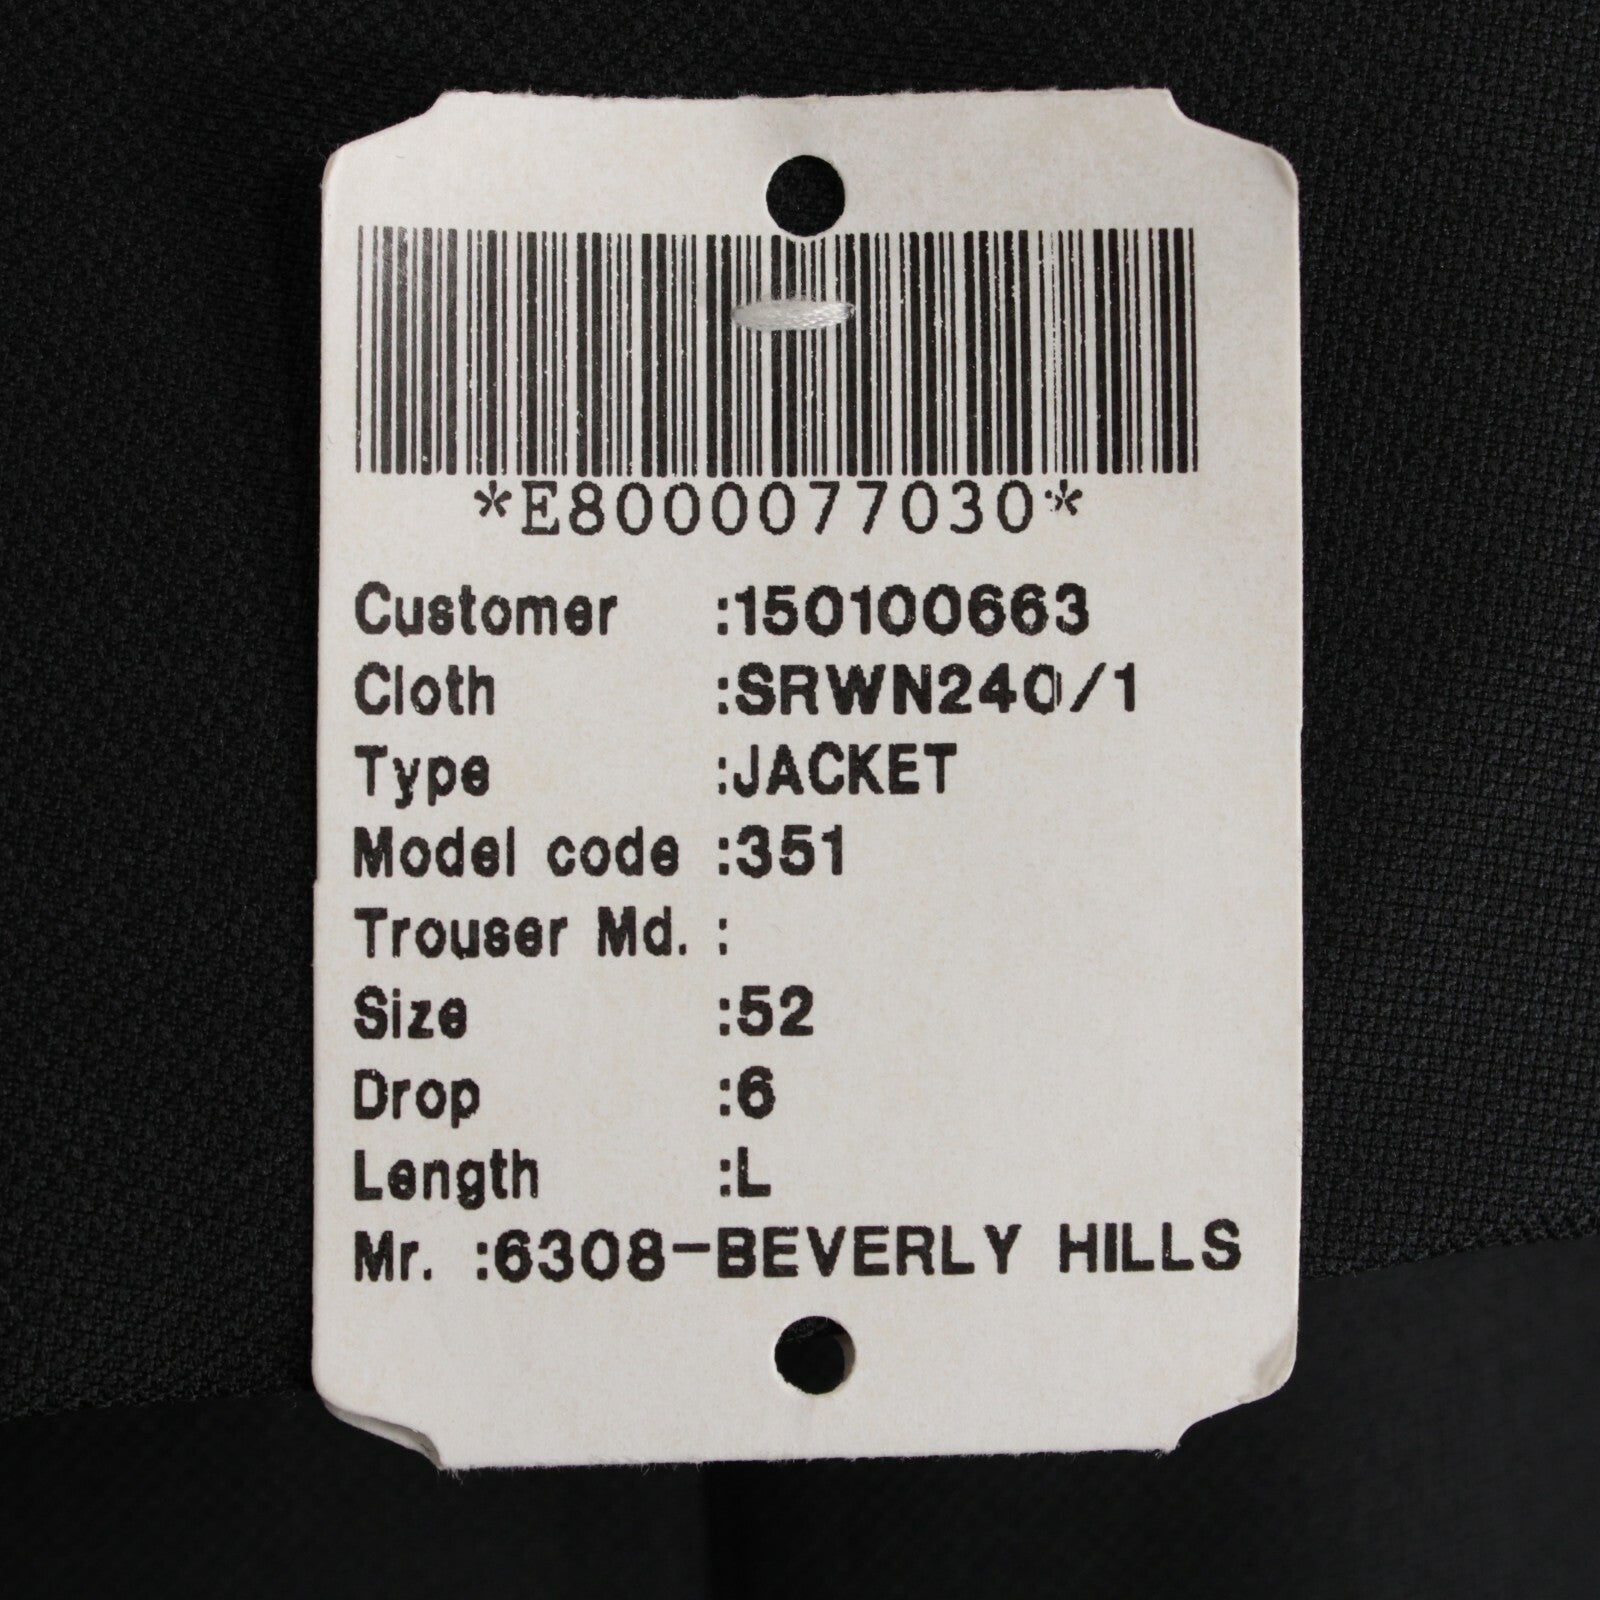 *E8000077030*
Customer :150100663
Cloth :SRWN240/1
Type :JACKET
Model code :351
Trouser Md. :
Size :52
Drop :6
Length :L
Mr. :6308-BEVERLY HILLS